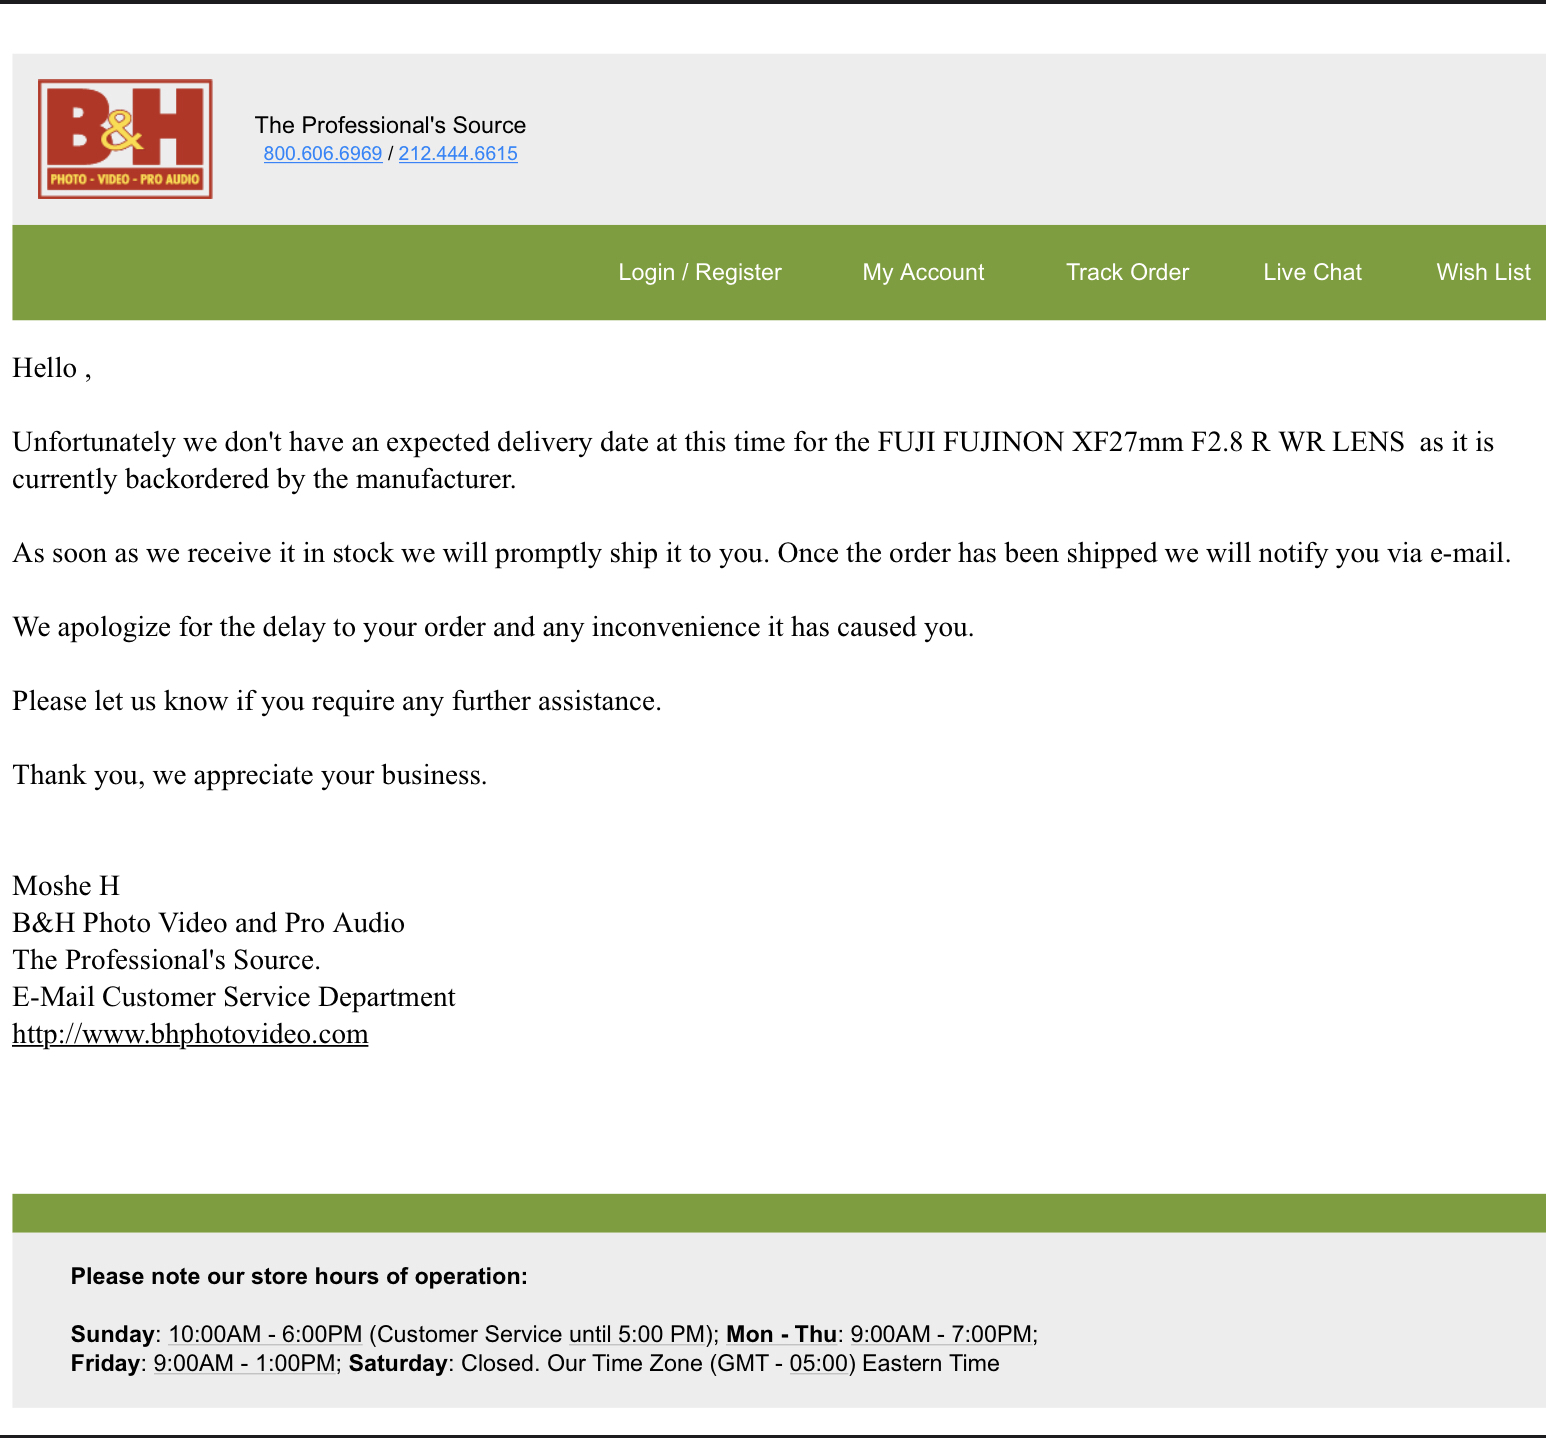 B&H
PHOTO - VIDEO - PRO AUDIO
The Professional's Source
800.606.6969 / 212.444.6615
Login / Register My Account Track Order Live Chat Wish List
Hello ,
Unfortunately we don't have an expected delivery date at this time for the FUJI FUJINON XF27mm F2.8 R WR LENS  as it is
currently backordered by the manufacturer.
As soon as we receive it in stock we will promptly ship it to you. Once the order has been shipped we will notify you via e-mail.
We apologize for the delay to your order and any inconvenience it has caused you.
Please let us know if you require any further assistance.
Thank you, we appreciate your business.
Moshe H
B&H Photo Video and Pro Audio
The Professional's Source.
E-Mail Customer Service Department
http://www.bhphotovideo.com
Please note our store hours of operation:
Sunday: 10:00AM - 6:00PM (Customer Service until 5:00 PM); Mon - Thu: 9:00AM - 7:00PM;
Friday: 9:00AM - 1:00PM; Saturday: Closed. Our Time Zone (GMT - 05:00) Eastern Time